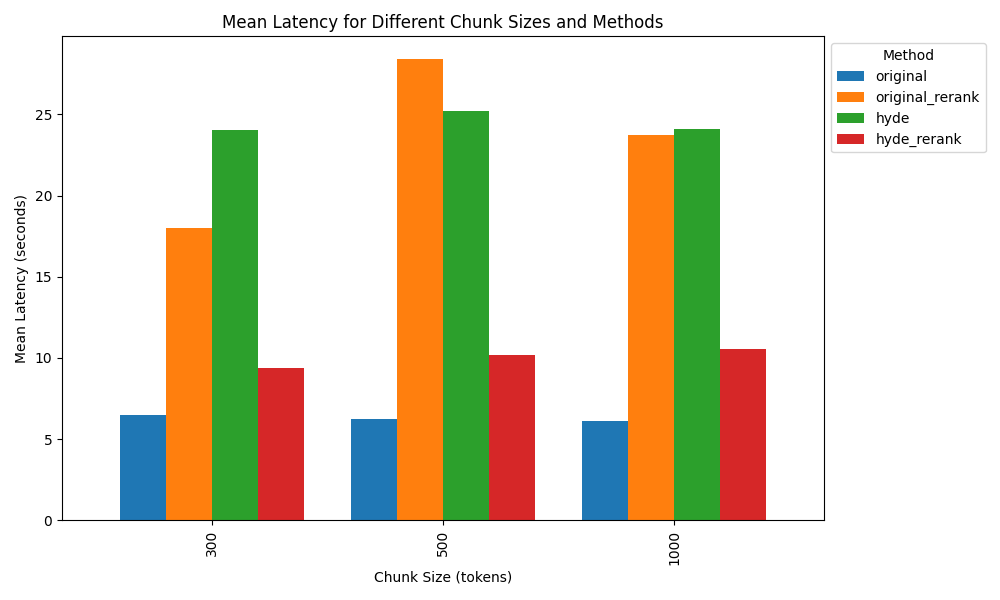 Mean Latency for Different Chunk Sizes and Methods
Method
original
original_rerank
hyde
hyde_rerank
Mean Latency (seconds)
25
20
15
10
5
0
300
500
1000
Chunk Size (tokens)